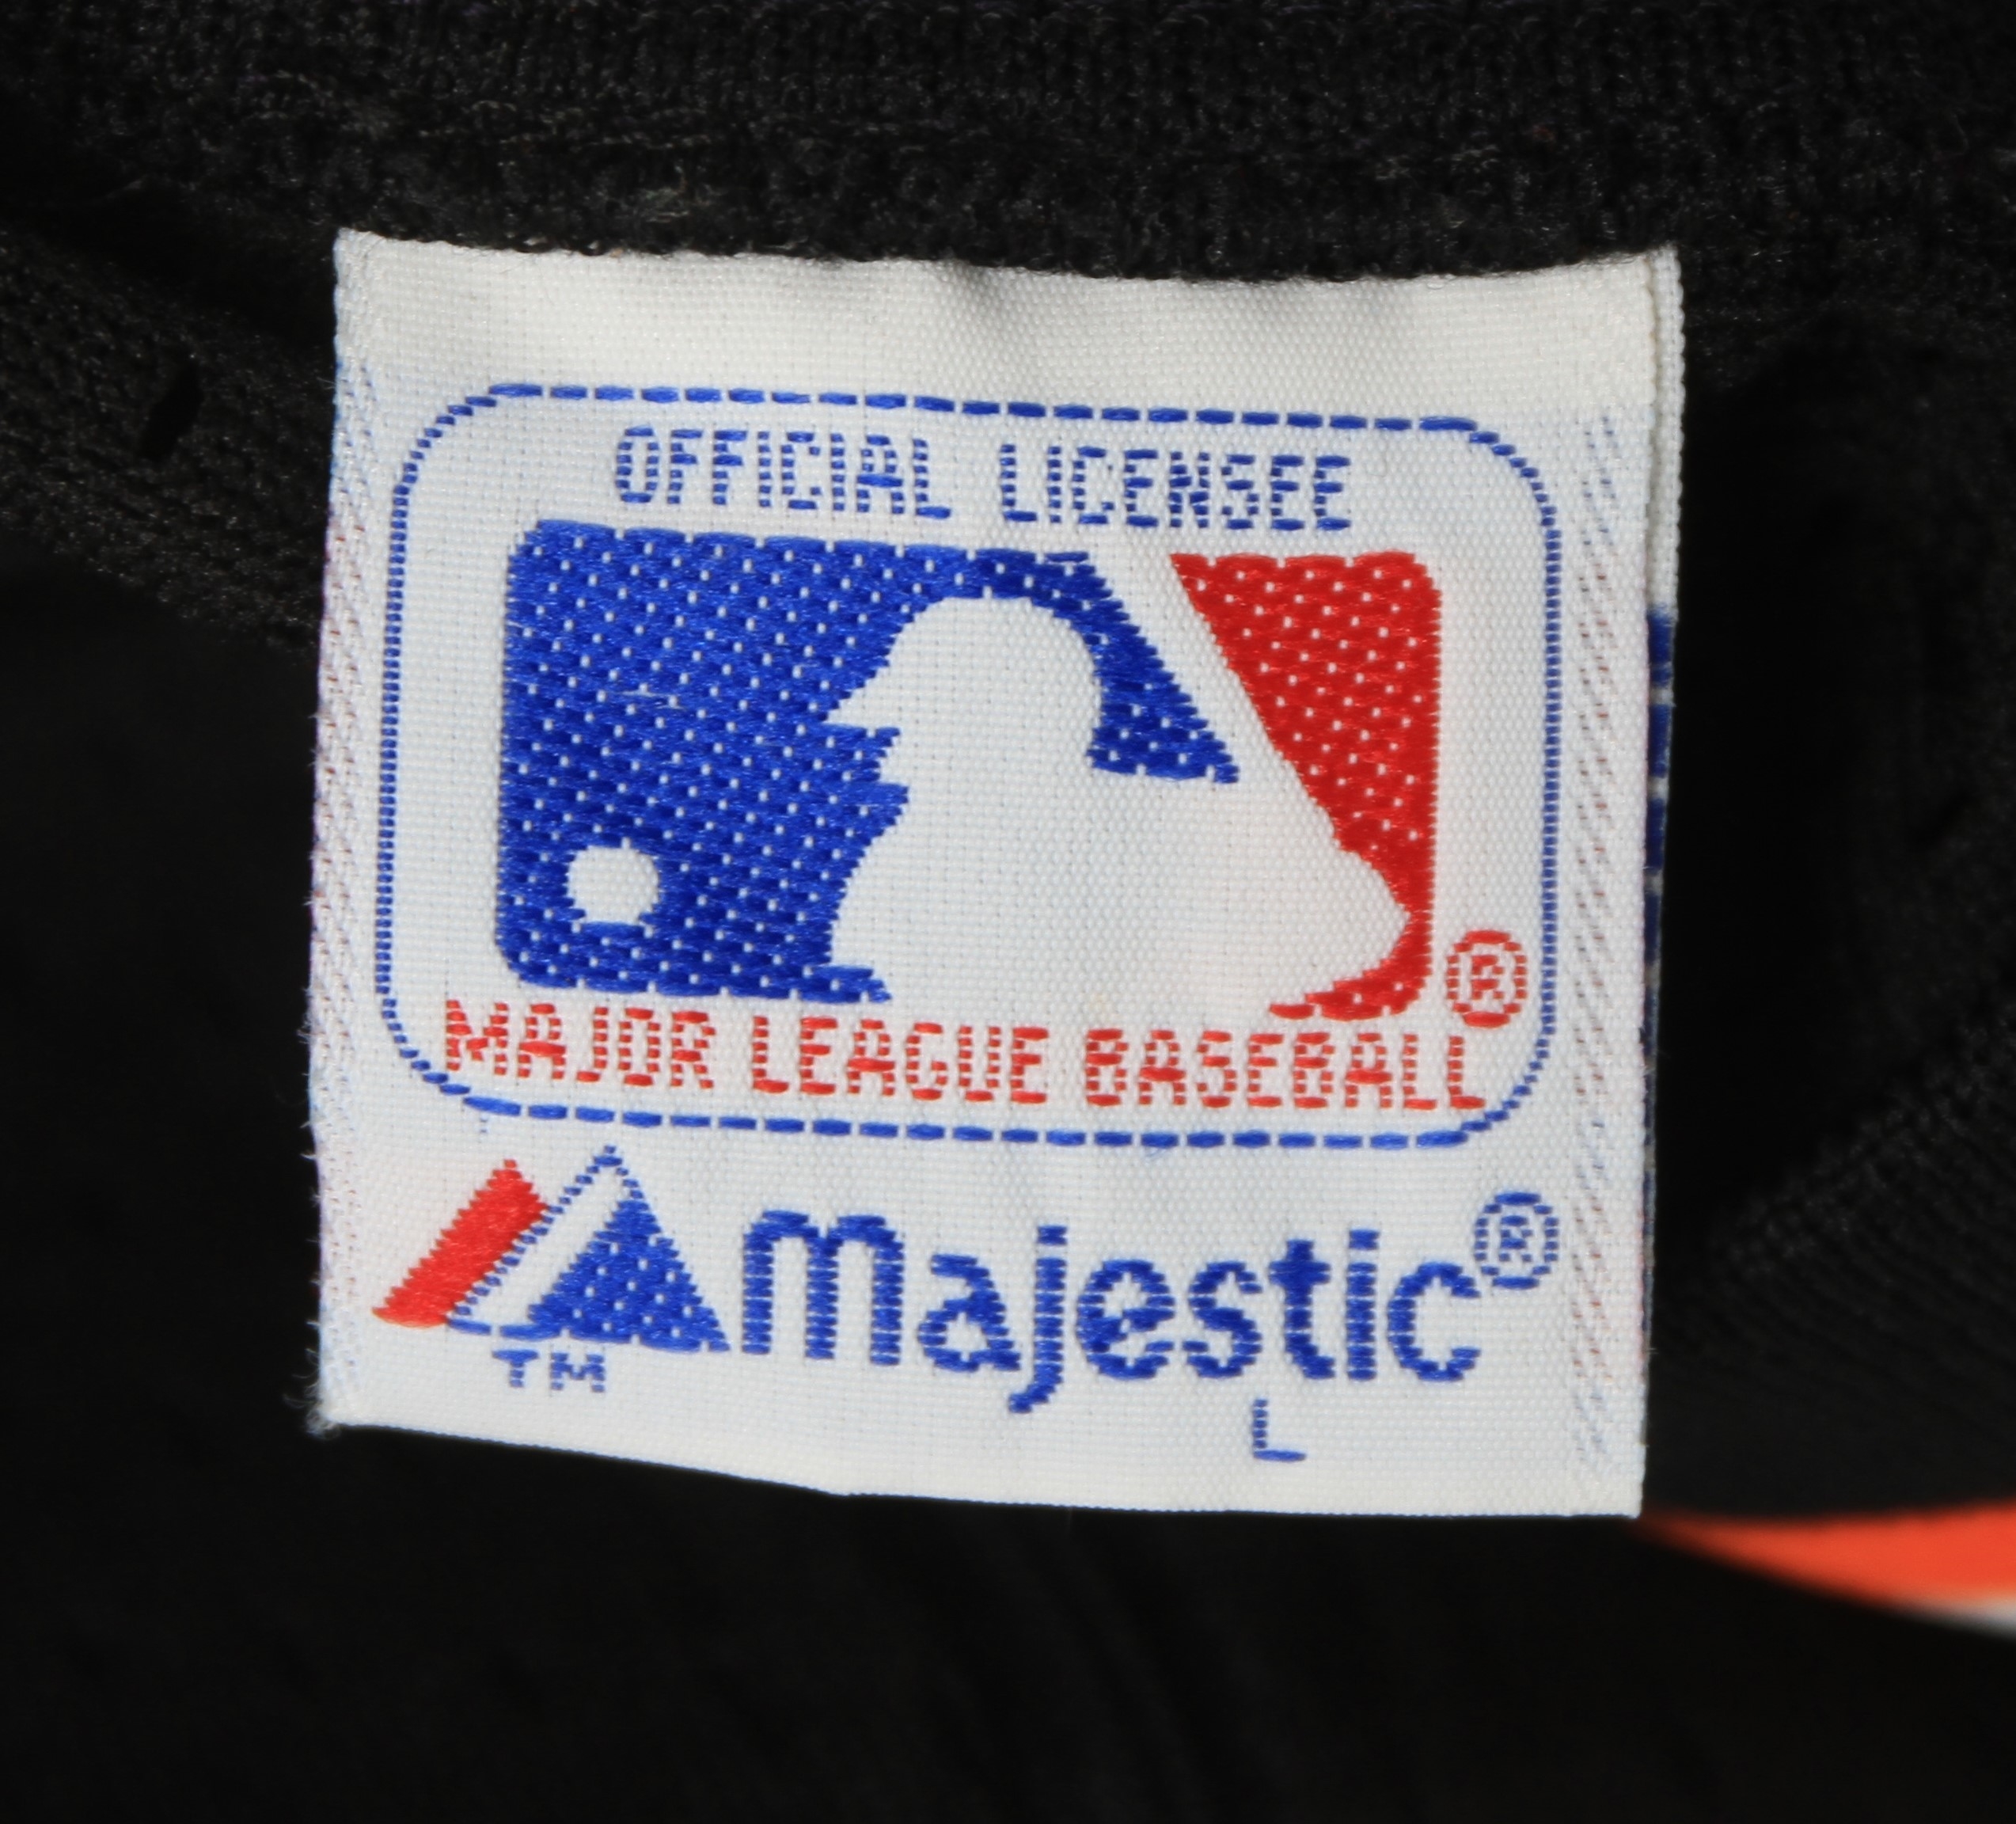 OFFICIAL LICENSEE
®
MAJOR LEAGUE BASEBALL
majestic®
TM
L